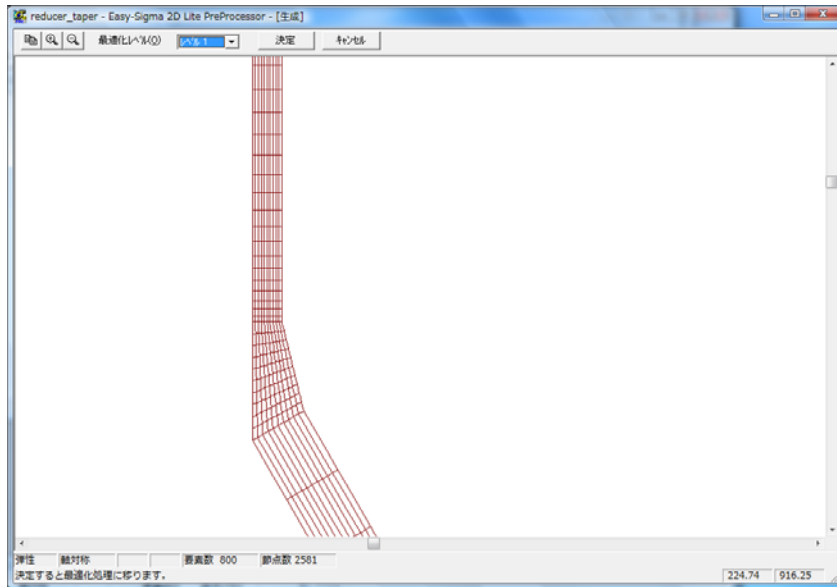 reducer_taper - Easy-Sigma 2D Lite PreProcessor - [生成]
最適化レベル(O) レベル 1 決定 キャンセル
弾性 軸対称 要素数 800 節点数 2581
決定すると最適化処理に移ります。 224.74 916.25